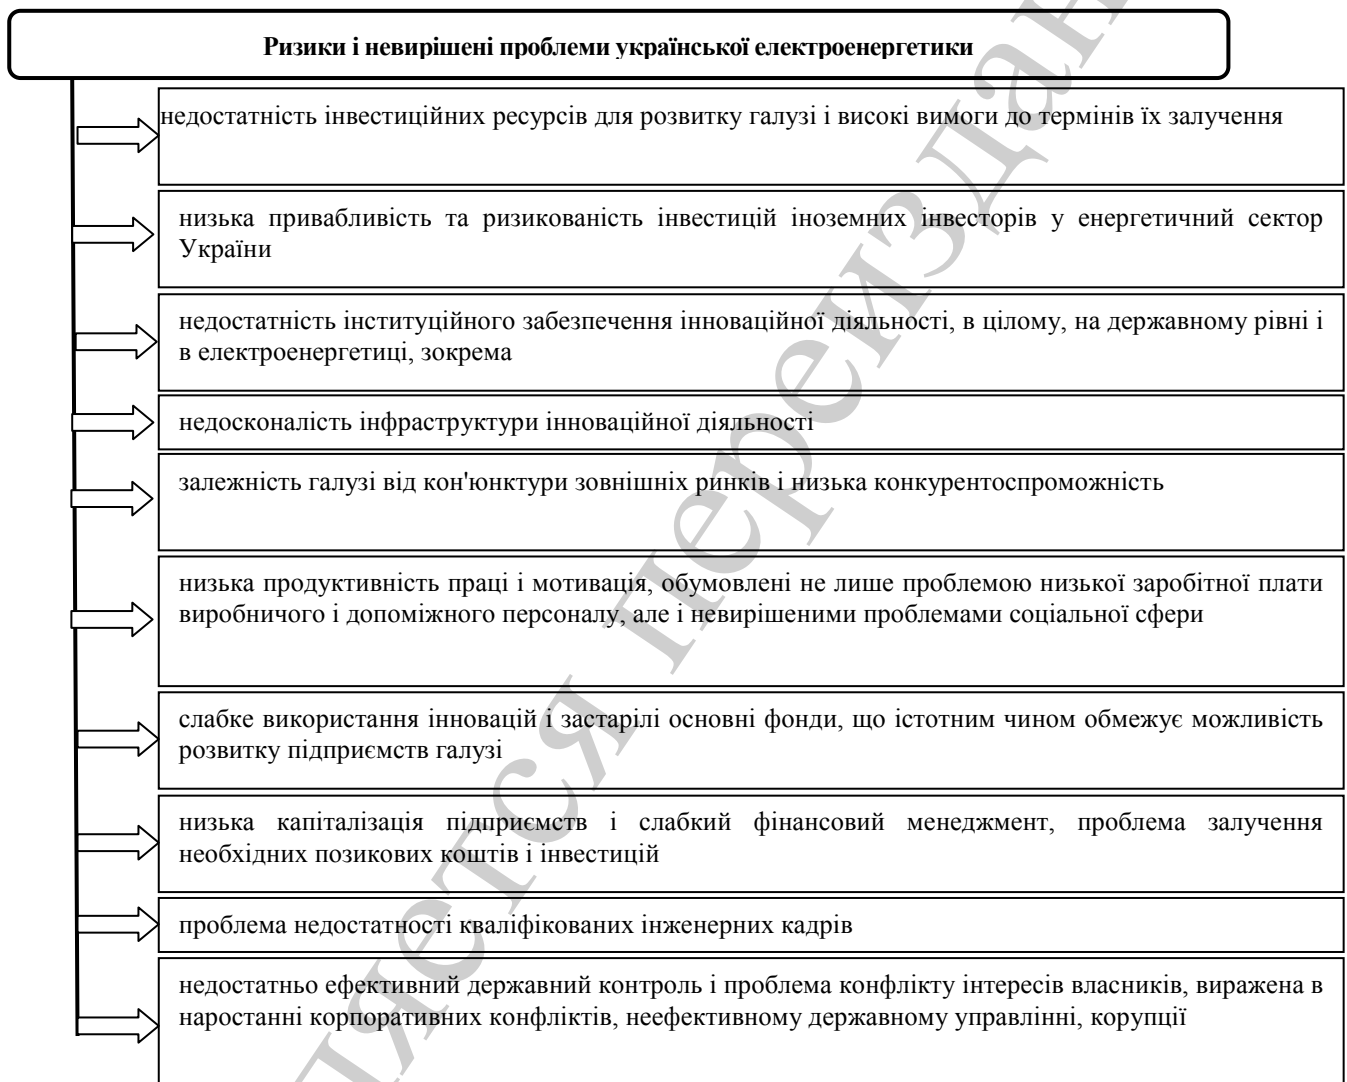 Ризики і невирішені проблеми української електроенергетики
недостатність інвестиційних ресурсів для розвитку галузі і високі вимоги до термінів їх залучення
низька привабливість та ризикованість інвестицій іноземних інвесторів у енергетичний сектор
України
недостатність інституційного забезпечення інноваційної діяльності, в цілому, на державному рівні і
в електроенергетиці, зокрема
недосконалість інфраструктури інноваційної діяльності
залежність галузі від кон'юнктури зовнішніх ринків і низька конкурентоспроможність
низька продуктивність праці і мотивація, обумовлені не лише проблемою низької заробітної плати
виробничого і допоміжного персоналу, але і невирішеними проблемами соціальної сфери
слабке використання інновацій і застарілі основні фонди, що істотним чином обмежує можливість
розвитку підприємств галузі
низька капіталізація підприємств і слабкий фінансовий менеджмент, проблема залучення
необхідних позикових коштів і інвестицій
проблема недостатності кваліфікованих інженерних кадрів
недостатньо ефективний державний контроль і проблема конфлікту інтересів власників, виражена в
наростанні корпоративних конфліктів, неефективному державному управлінні, корупції